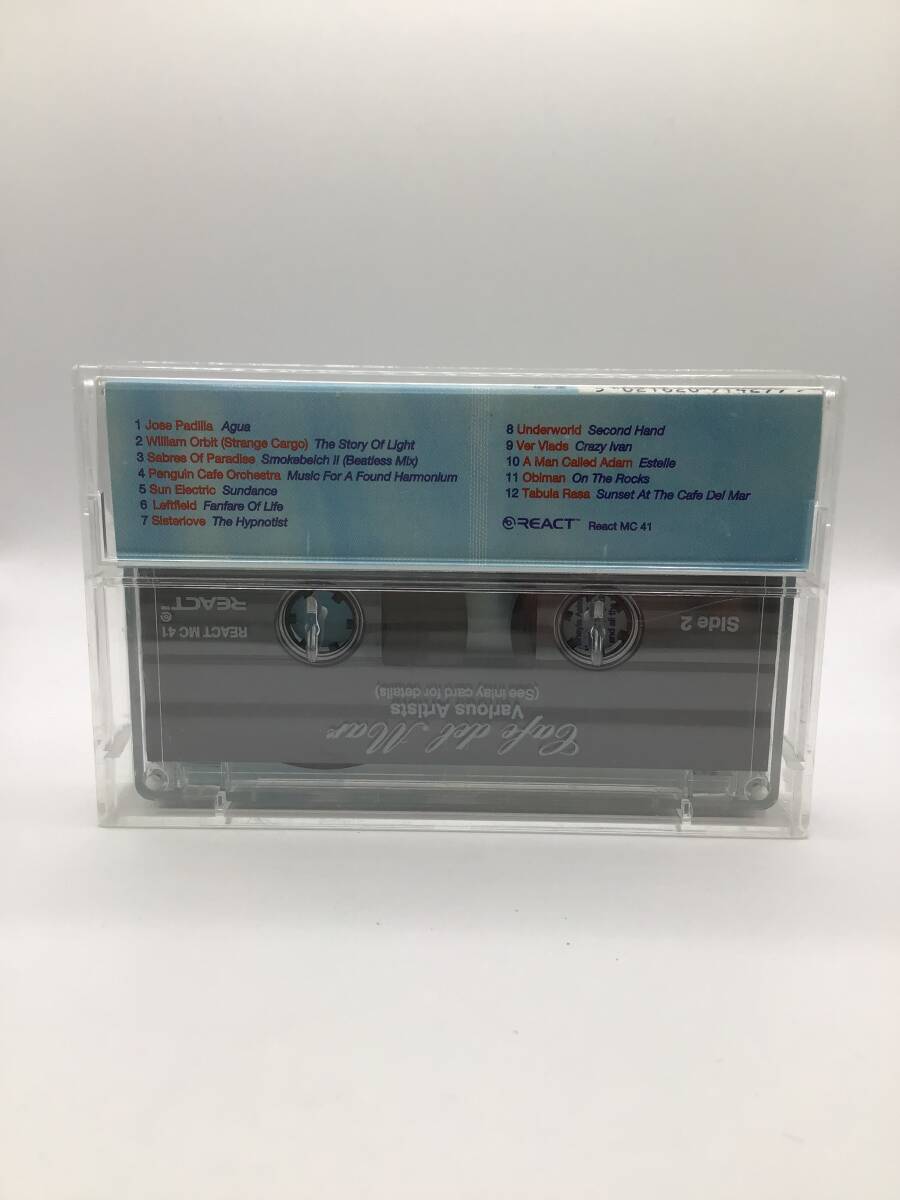 1 Jose Padilla Agua
2 William Orbit (Strange Cargo) The Story Of Light
3 Sabres Of Paradise Smokebelch II (Beatless Mix)
4 Penguin Cafe Orchestra Music For A Found Harmonium
5 Sun Electric Sundance
6 Leftfield Fanfare Of Life
7 Sisterlove The Hypnotist
8 Underworld Second Hand
9 Ver Vlads Crazy Ivan
10 A Man Called Adam Estelle
11 Obiman On The Rocks
12 Tabula Rasa Sunset At The Cafe Del Mar
REACT™ React MC 41
Cafe del Mar
Various Artists
(See inlay card for details)
Side 2
REACT MC 41
REACT™